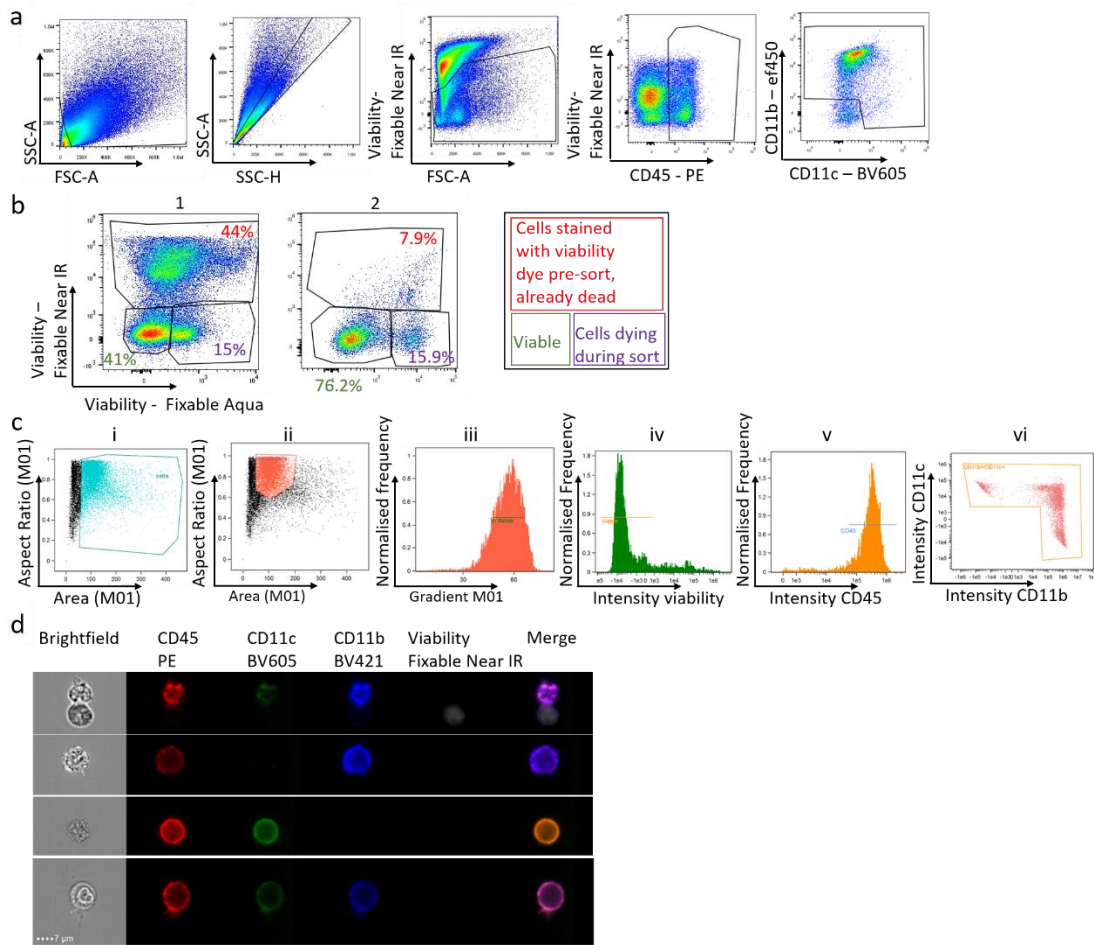 a
SSC-A
FSC-A
SSC-A
SSC-H
Viability-
Fixable Near IR
FSC-A
Viability-
Fixable Near IR
CD45 - PE
CD11b – ef450
CD11c – BV605
b
1
2
44%
41%
15%
7.9%
15.9%
76.2%
Viability –
Fixable Near IR
Viability - Fixable Aqua
Cells stained
with viability
dye pre-sort,
already dead
Viable
Cells dying
during sort
c
i
ii
iii
iv
v
vi
Aspect Ratio (M01)
Area (M01)
cells
Aspect Ratio (M01)
Area (M01)
Normalised frequency
Gradient M01
Normalised Frequency
viable
Intensity viability
Normalised Frequency
CD45
Intensity CD45
Intensity CD11c
CD11b+/CD11c+
Intensity CD11b
d
Brightfield
CD45
PE
CD11c
BV605
CD11b
BV421
Viability
Fixable Near IR
Merge
7 µm